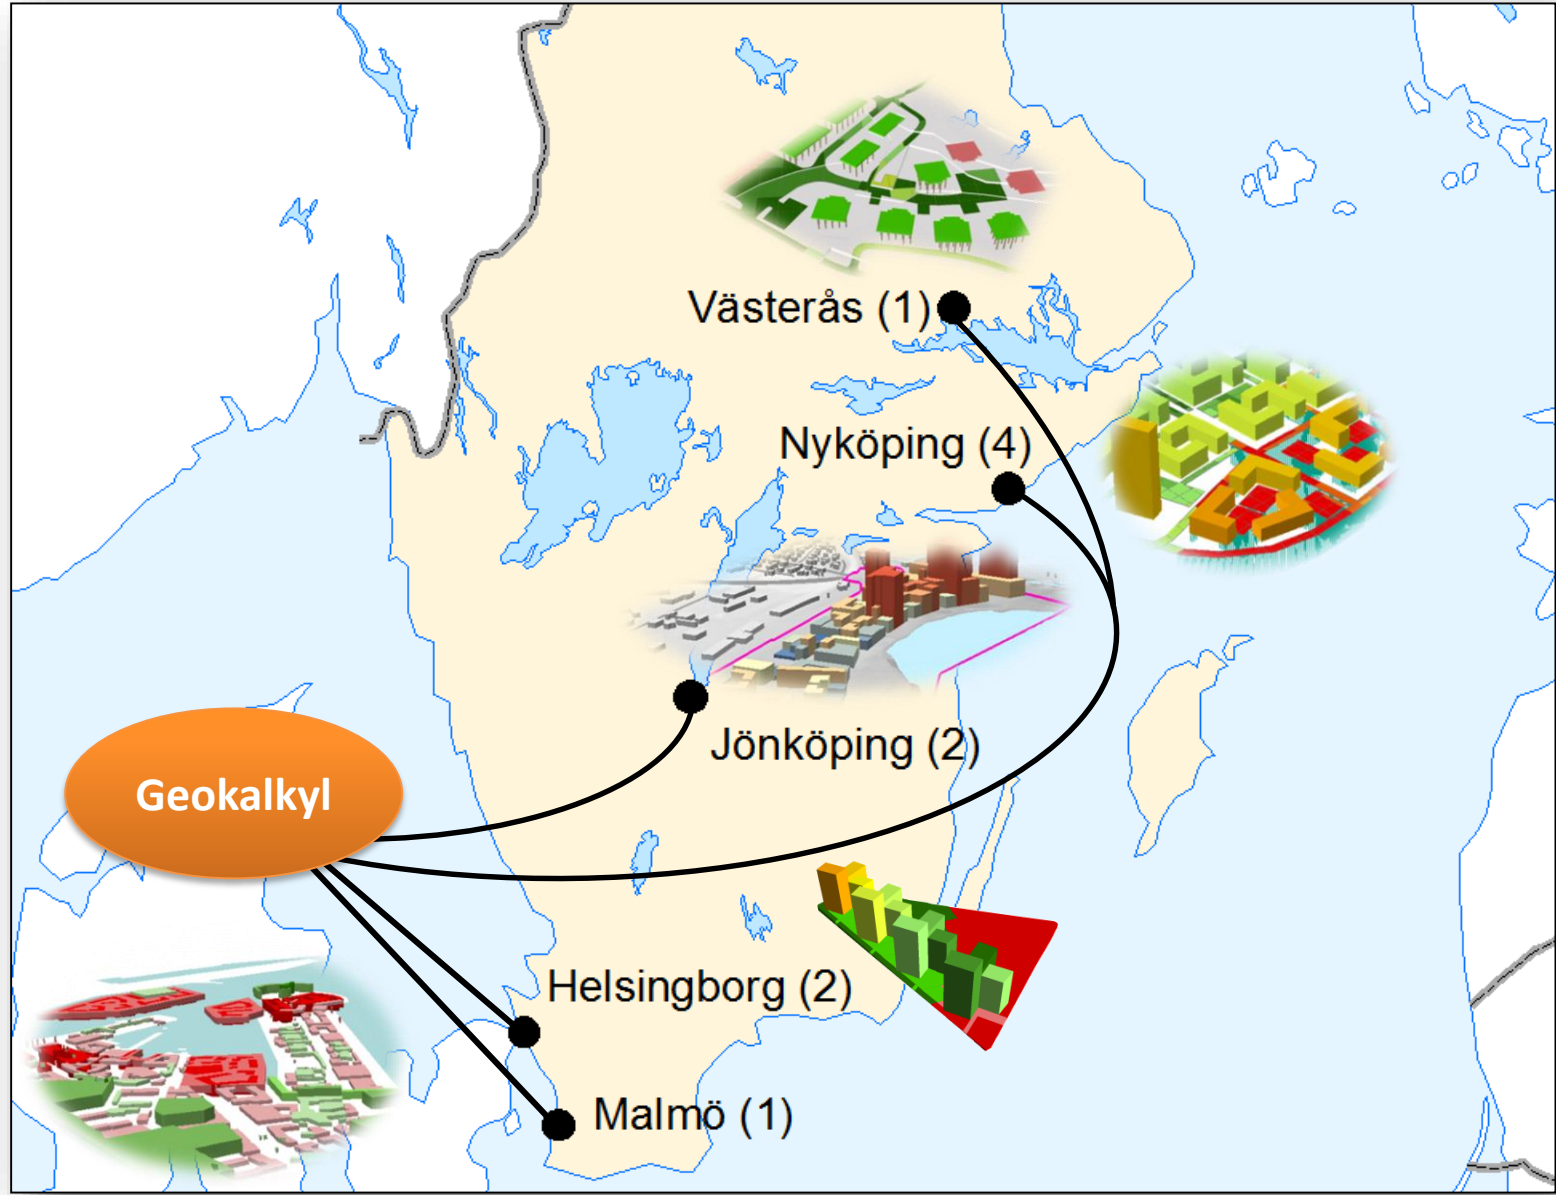 Västerås (1)
Nyköping (4)
Jönköping (2)
Geokalkyl
Helsingborg (2)
Malmö (1)